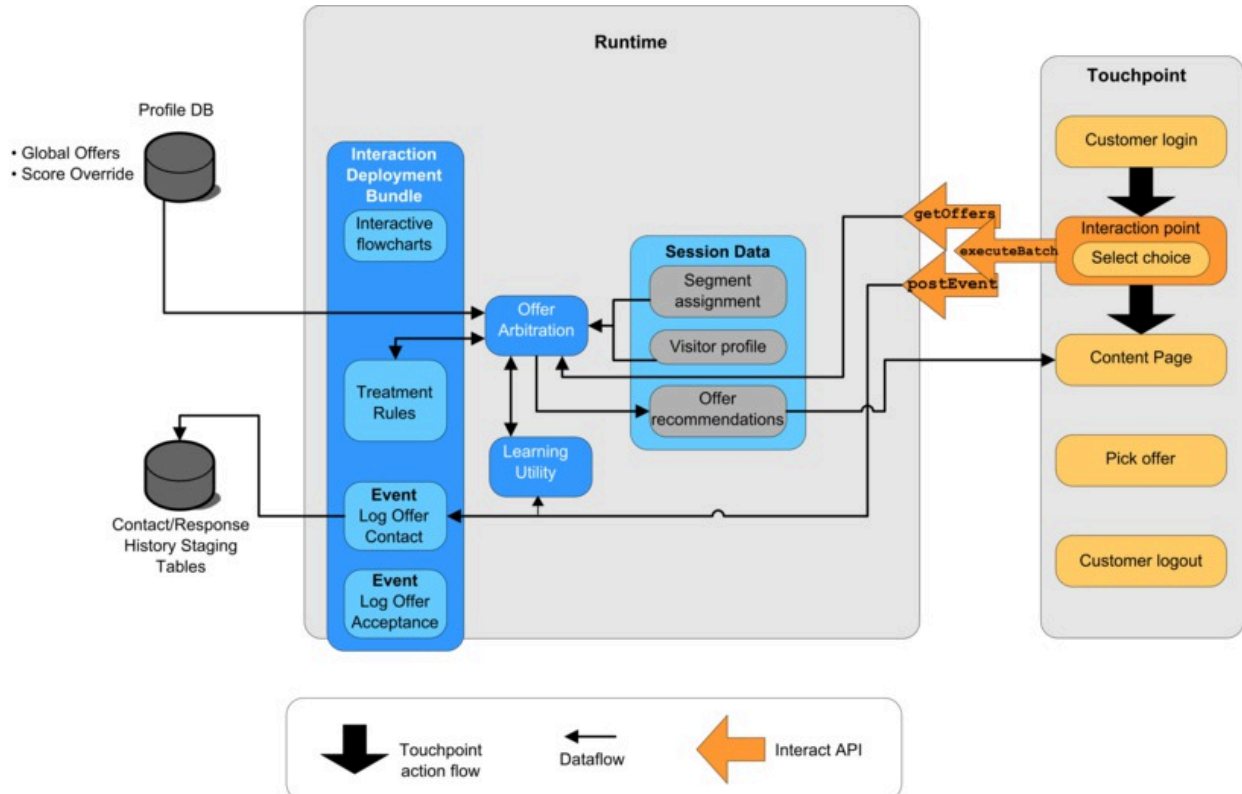 Runtime
Touchpoint
Profile DB
• Global Offers
• Score Override
Interaction
Deployment
Bundle
Interactive
flowcharts
Offer
Arbitration
Treatment
Rules
Learning
Utility
Event
Log Offer
Contact
Event
Log Offer
Acceptance
Contact/Response
History Staging
Tables
Session Data
Segment
assignment
Visitor profile
Offer
recommendations
getOffers
executeBatch
postEvent
Customer login
Interaction point
Select choice
Content Page
Pick offer
Customer logout
Touchpoint
action flow
Dataflow
Interact API